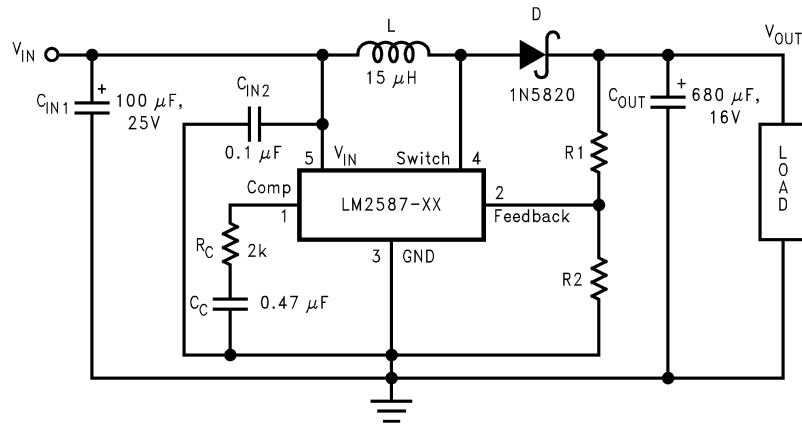 L
D
V_IN
V_OUT
15 μH
1N5820
C_IN1
+
100 μF,
25V
C_IN2
0.1 μF
C_OUT
+
680 μF,
16V
5
V_IN
Switch
4
R1
LOAD
Comp
1
LM2587-XX
2
Feedback
R_C
2k
3
GND
R2
C_C
0.47 μF